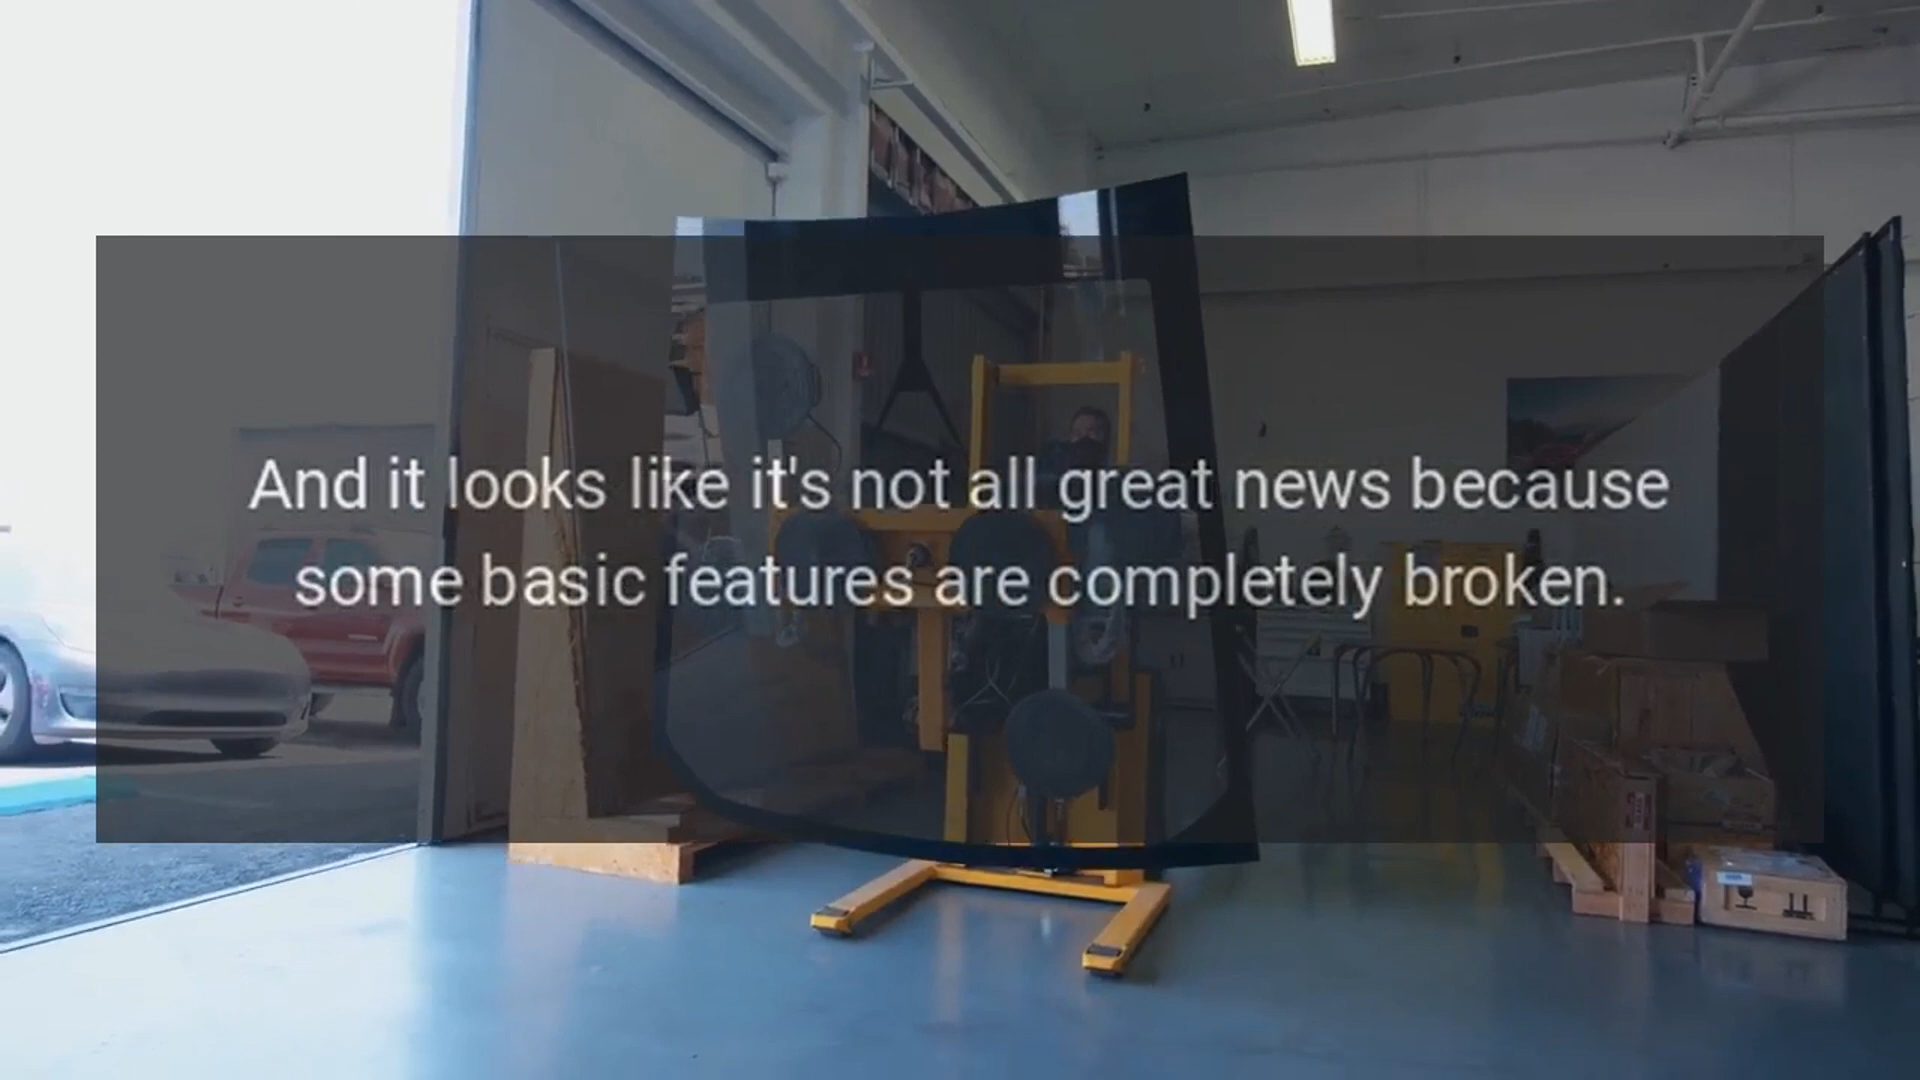 And it looks like it's not all great news because
some basic features are completely broken.